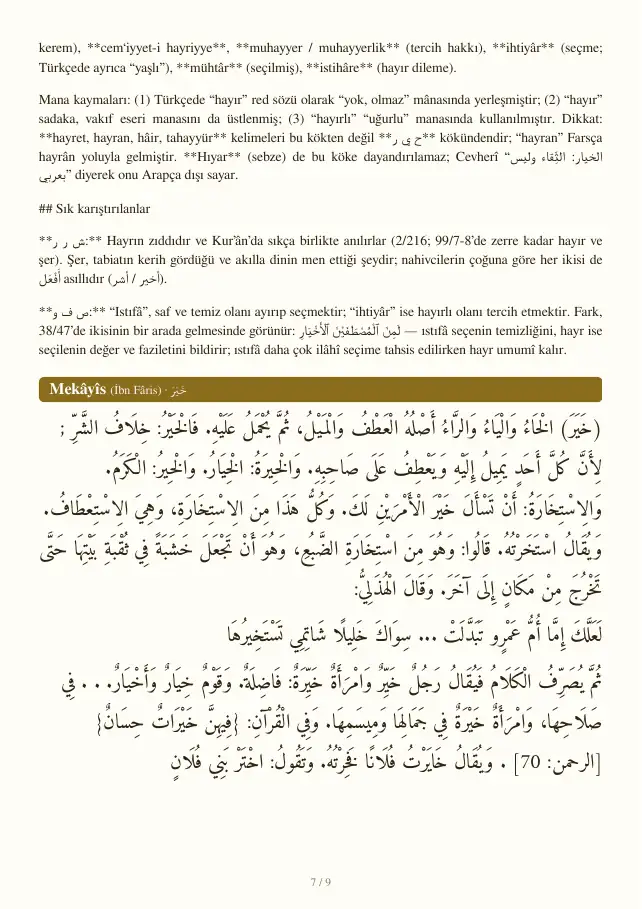 kerem), **cem‘iyyet-i hayriyye**, **muhayyer / muhayyerlik** (tercih hakkı), **ihtiyâr** (seçme;
Türkçede ayrıca “yaşlı”), **mühtâr** (seçilmiş), **istihâre** (hayır dileme).
Mana kaymaları: (1) Türkçede “hayır” red sözü olarak “yok, olmaz” mânasında yerleşmiştir; (2) “hayır”
sadaka, vakıf eseri manasını da üstlenmiş; (3) “hayırlı” “uğurlu” manasında kullanılmıştır. Dikkat:
**hayret, hayran, hâir, tahayyür** kelimeleri bu kökten değil **ح ي ر** kökündendir; “hayran” Farsça
hayrân yoluyla gelmiştir. **Hıyar** (sebze) de bu köke dayandırılamaz; Cevherî “الخيار: القثاء وليس
بعربي” diyerek onu Arapça dışı sayar.
## Sık karıştırılanlar
**ش ر ر:** Hayrın zıddıdır ve Kur’ân’da sıkça birlikte anılırlar (2/216; 99/7-8’de zerre kadar hayır ve
şer). Şer, tabiatın kerih gördüğü ve akılla dinin men ettiği şeydir; nahivcilerin çoğuna göre her ikisi de
أَفْعَل asıllıdır (أخير / أشر).
**ص ف و:** “Istıfâ”, saf ve temiz olanı ayırıp seçmektir; “ihtiyâr” ise hayırlı olanı tercih etmektir. Fark,
38/47’de ikisinin bir arada gelmesinde görünür: لَمِنَ ٱلْمُصْطَفَيْنَ ٱلْأَخْيَارِ — ıstıfâ seçenin temizliğini, hayr ise
seçilenin değer ve faziletini bildirir; ıstıfâ daha çok ilâhî seçime tahsis edilirken hayr umumî kalır.
Mekâyîs (İbn Fâris) · خَيَرَ
(خَيَرَ) الْخَاءُ وَالْيَاءُ وَالرَّاءُ أَصْلُهُ الْعَطْفُ وَالْمَيْلُ، ثُمَّ يُحْمَلُ عَلَيْهِ. فَالْخَيْرُ: خِلَافُ الشَّرِّ ;
لِأَنَّ كُلَّ أَحَدٍ يَمِيلُ إِلَيْهِ وَيَعْطِفُ عَلَى صَاحِبِهِ. وَالْخِيرَةُ: الْخِيَارُ. وَالْخِيرُ: الْكَرَمُ.
وَالِاسْتِخَارَةُ: أَنْ تَسْأَلَ خَيْرَ الْأَمْرَيْنِ لَكَ. وَكُلُّ هَذَا مِنَ الِاسْتِخَارَةِ، وَهِيَ الِاسْتِعْطَافُ.
وَيُقَالُ اسْتَخَرْتُهُ. قَالُوا: وَهُوَ مِنَ اسْتِخَارَةِ الضَّبُعِ، وَهُوَ أَنْ تَجْعَلَ خَشَبَةً فِي ثُقْبَةِ بَيْتِهَا حَتَّى
تَخْرُجَ مِنْ مَكَانٍ إِلَى آخَرَ. وَقَالَ الْهُذَلِيُّ:
لَعَلَّكَ إِمَّا أُمُّ عَمْرٍو تَبَدَّلَتْ ... سِوَاكَ خَلِيلًا شَاتِمِي تَسْتَخِيرُهَا
ثُمَّ يُصَرَّفُ الْكَلَامُ فَيُقَالُ رَجُلٌ خَيِّرٌ وَامْرَأَةٌ خَيِّرَةٌ: فَاضِلَةٌ. وَقَوْمٌ خِيَارٌ وَأَخْيَارٌ. . . فِي
صَلَاحِهَا، وَامْرَأَةٌ خَيْرَةٌ فِي جَمَالِهَا وَمِيسَمِهَا. وَفِي الْقُرْآنِ: {فِيهِنَّ خَيْرَاتٌ حِسَانٌ}
[الرحمن: 70] . وَيُقَالُ خَايَرْتُ فُلَانًا فَخِرْتُهُ. وَتَقُولُ: اخْتَرْ بَنِي فُلَانٍ
7 / 9